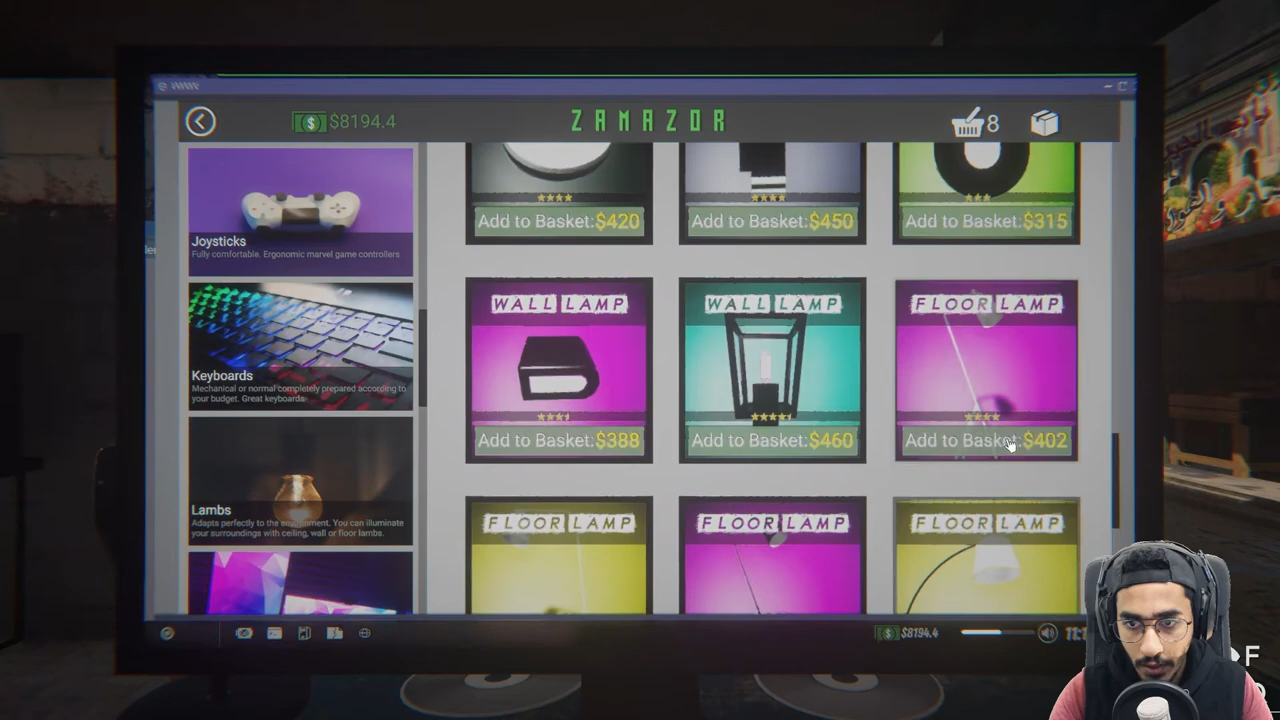 WWW
$8194.4
ZAMAZOR
8
Joysticks
Fully comfortable. Ergonomic marvel game controllers
Keyboards
Mechanical or normal completely prepared according to
your budget. Great keyboards
Lambs
Adapts perfectly to the environment. You can illuminate
your surroundings with ceiling, wall or floor lambs.
Add to Basket:$420
Add to Basket:$450
Add to Basket:$315
WALL LAMP
Add to Basket:$388
WALL LAMP
Add to Basket:$460
FLOOR LAMP
Add to Basket:$402
FLOOR LAMP
FLOOR LAMP
FLOOR LAMP
$8194.4
F